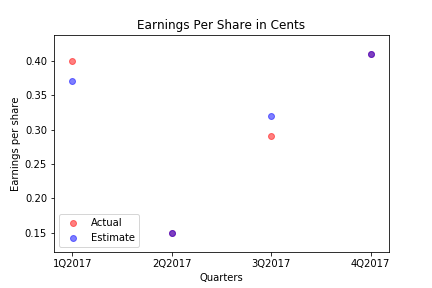 Earnings Per Share in Cents
Earnings per share
0.40
0.35
0.30
0.25
0.20
0.15
Actual
Estimate
1Q2017 2Q2017 3Q2017 4Q2017
Quarters